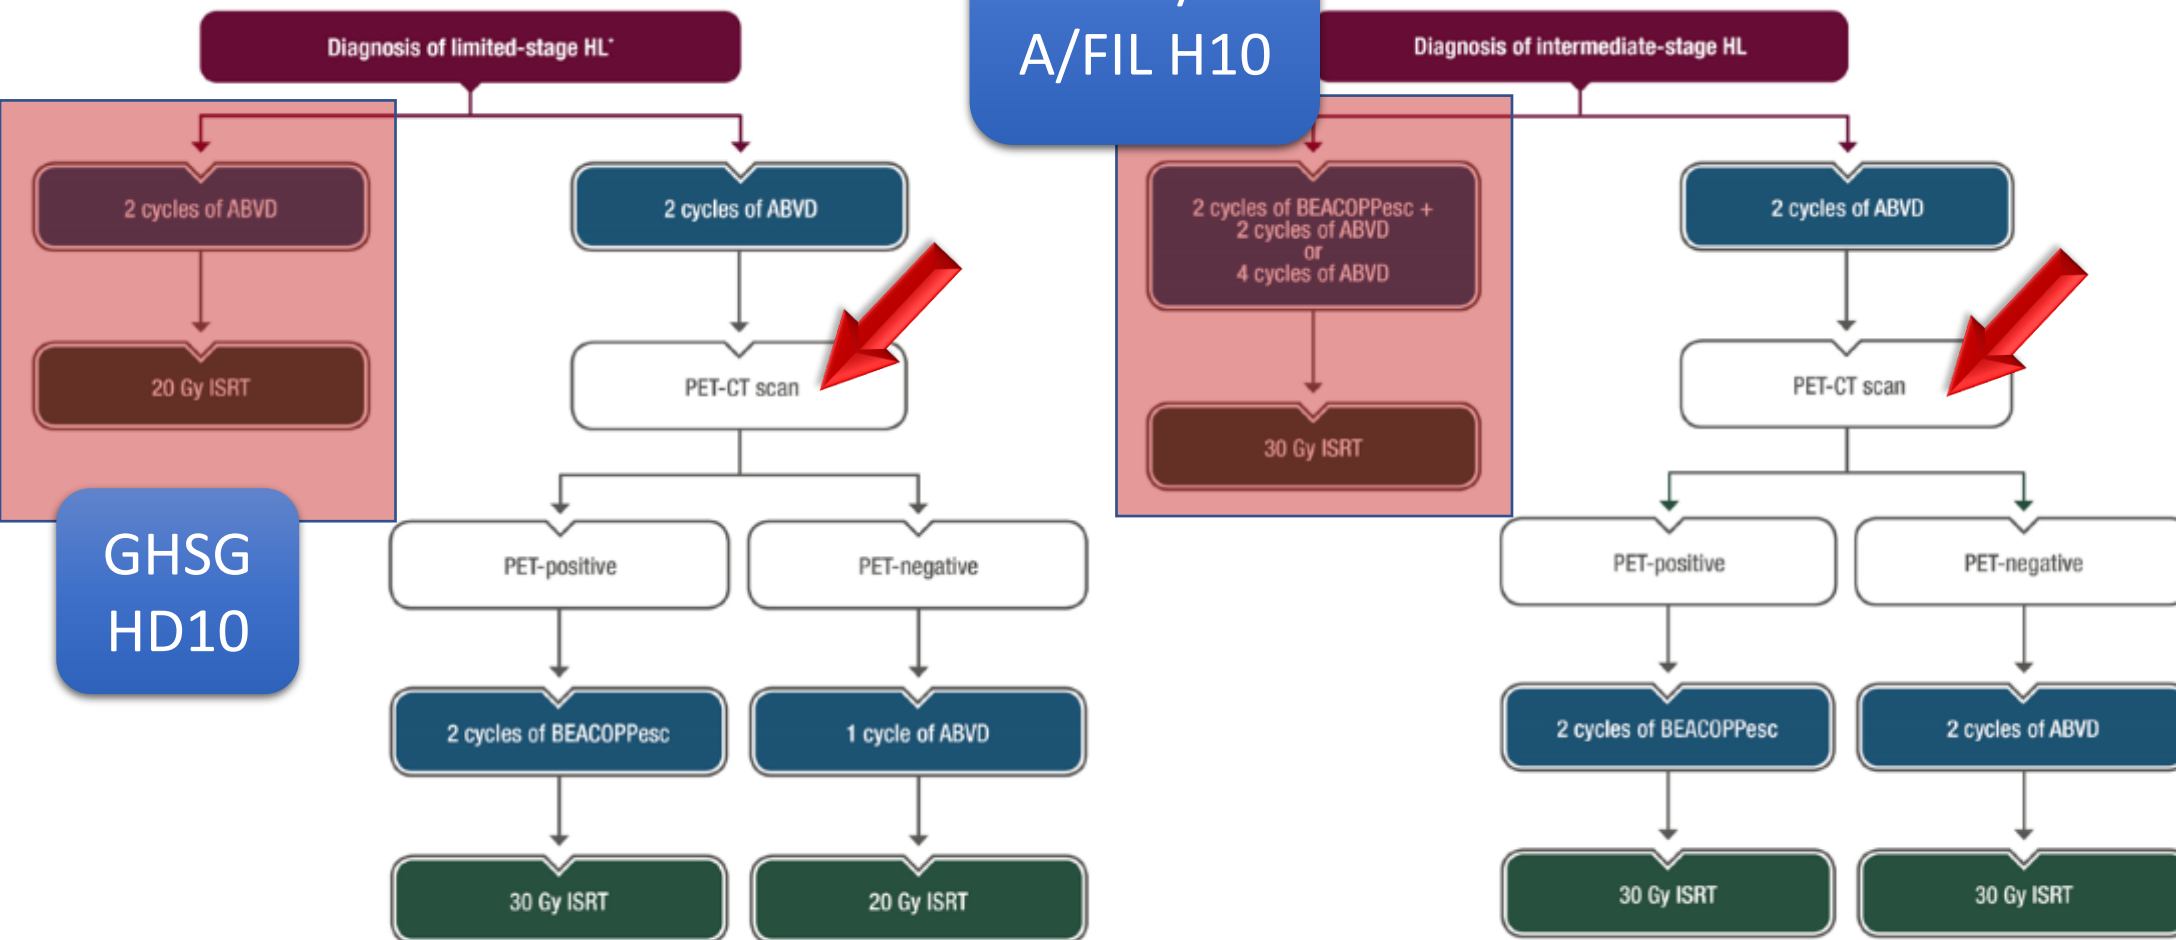 Diagnosis of limited-stage HL*
2 cycles of ABVD
20 Gy ISRT
GHSG
HD10
2 cycles of ABVD
PET-CT scan
PET-positive
PET-negative
2 cycles of BEACOPPesc
1 cycle of ABVD
30 Gy ISRT
20 Gy ISRT
A/FIL H10
Diagnosis of intermediate-stage HL
2 cycles of BEACOPPesc +
2 cycles of ABVD
or
4 cycles of ABVD
30 Gy ISRT
2 cycles of ABVD
PET-CT scan
PET-positive
PET-negative
2 cycles of BEACOPPesc
2 cycles of ABVD
30 Gy ISRT
30 Gy ISRT